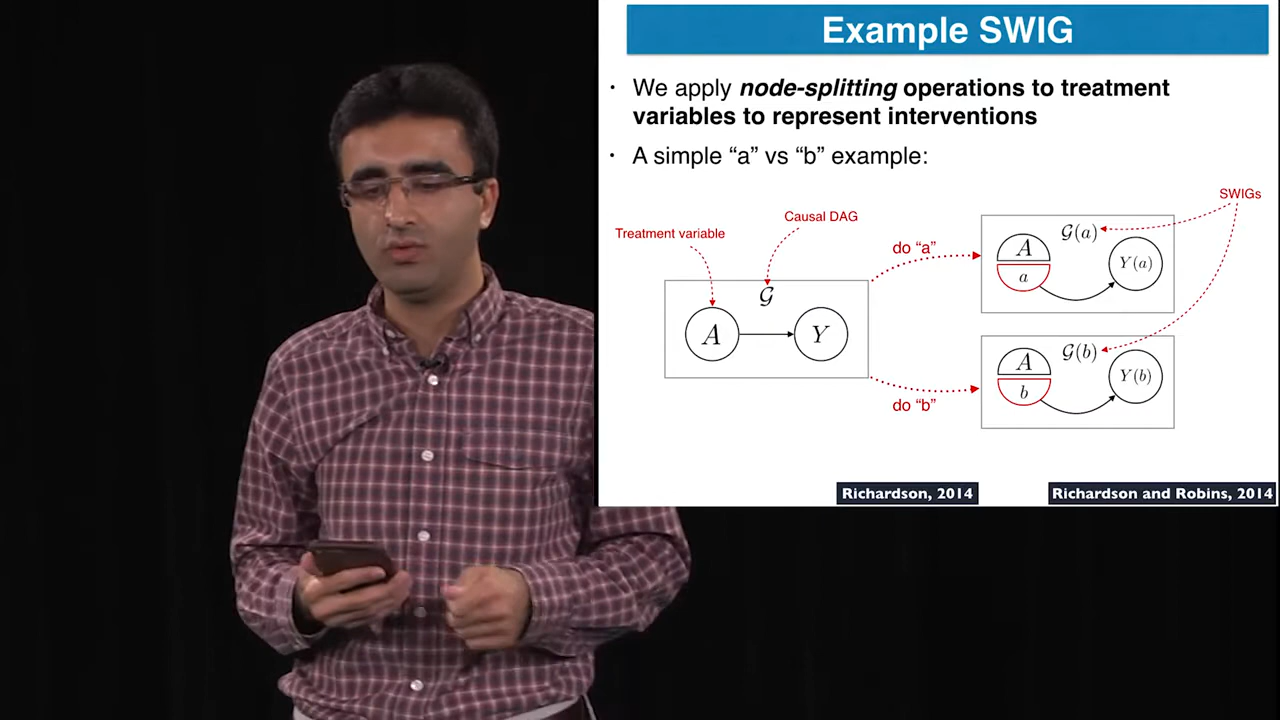 Example SWIG
· We apply node-splitting operations to treatment
variables to represent interventions
· A simple “a” vs “b” example:
SWIGs
Causal DAG
Treatment variable
do “a”
G(a)
A
a
Y(a)
G
A
Y
G(b)
A
b
Y(b)
do “b”
Richardson, 2014
Richardson and Robins, 2014